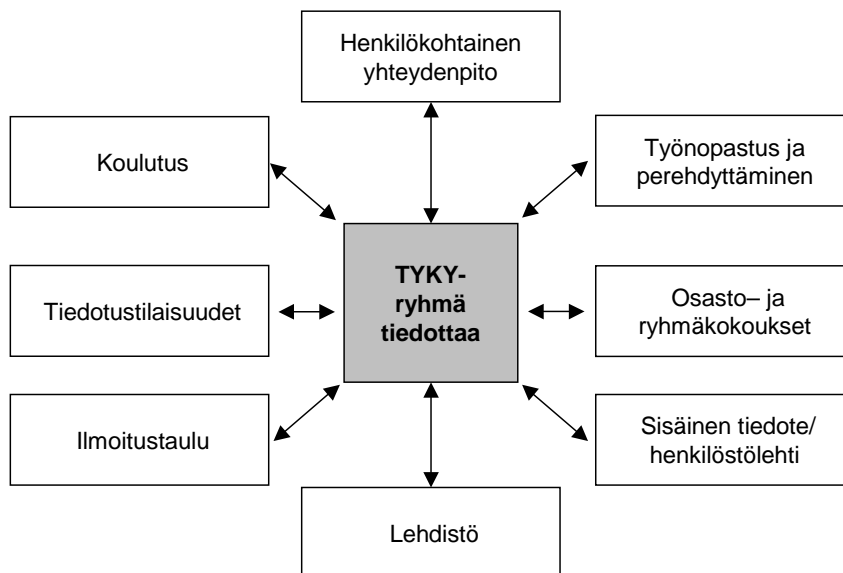 Henkilökohtainen
yhteydenpito
Koulutus
Työnopastus ja
perehdyttäminen
TYKY-
ryhmä
tiedottaa
Tiedotustilaisuudet
Osasto– ja
ryhmäkokoukset
Ilmoitustaulu
Sisäinen tiedote/
henkilöstölehti
Lehdistö